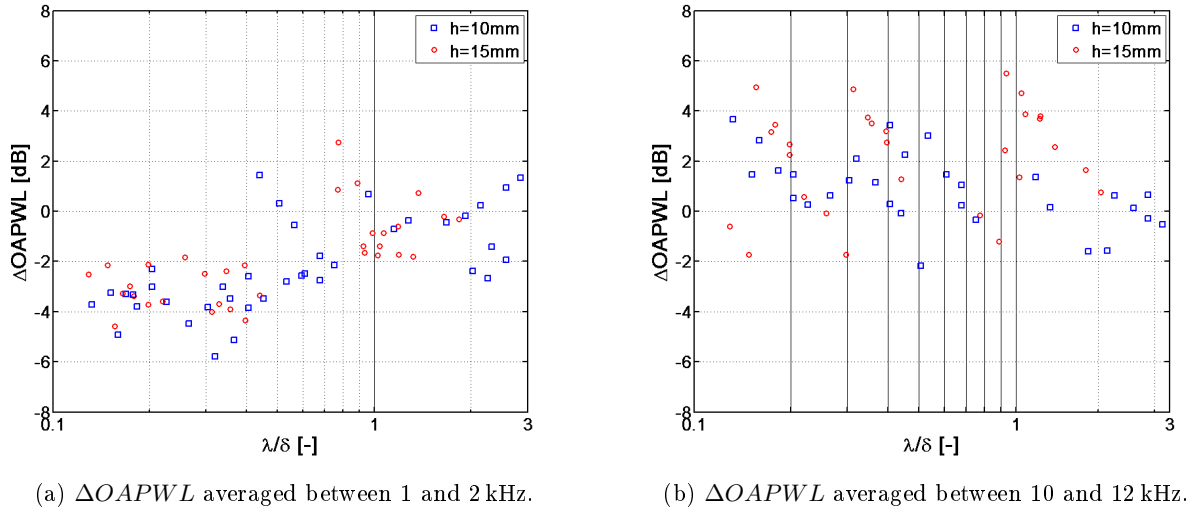 8
6
4
2
0
-2
-4
-6
-8
0.1
1
3
ΔOAPWL [dB]
λ/δ [-]
h=10mm
h=15mm
(a) ΔOAPWL averaged between 1 and 2 kHz.
8
6
4
2
0
-2
-4
-6
-8
0.1
1
3
ΔOAPWL [dB]
λ/δ [-]
h=10mm
h=15mm
(b) ΔOAPWL averaged between 10 and 12 kHz.